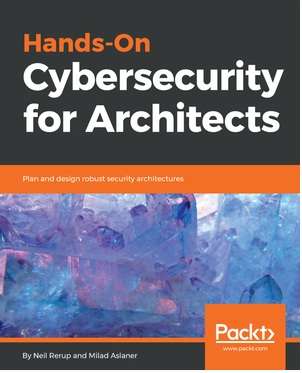 Hands-On
Cybersecurity
for Architects
Plan and design robust security architectures
Packt>
www.packt.com
By Neil Rerup and Milad Aslaner